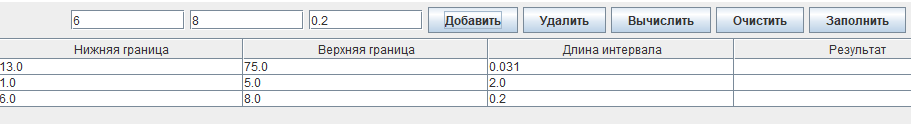 6 8 0.2 Добавить Удалить Вычислить Очистить Заполнить
Нижняя граница Верхняя граница Длина интервала Результат
13.0 75.0 0.031
1.0 5.0 2.0
6.0 8.0 0.2